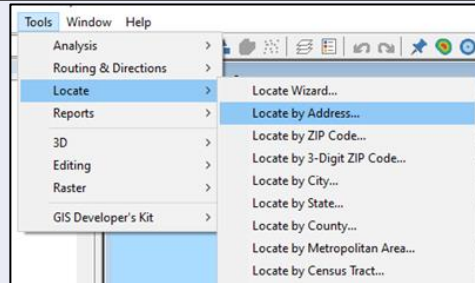 Tools Window Help
Analysis
Routing & Directions
Locate
Reports
3D
Editing
Raster
GIS Developer's Kit
Locate Wizard...
Locate by Address...
Locate by ZIP Code...
Locate by 3-Digit ZIP Code...
Locate by City...
Locate by State...
Locate by County...
Locate by Metropolitan Area...
Locate by Census Tract...